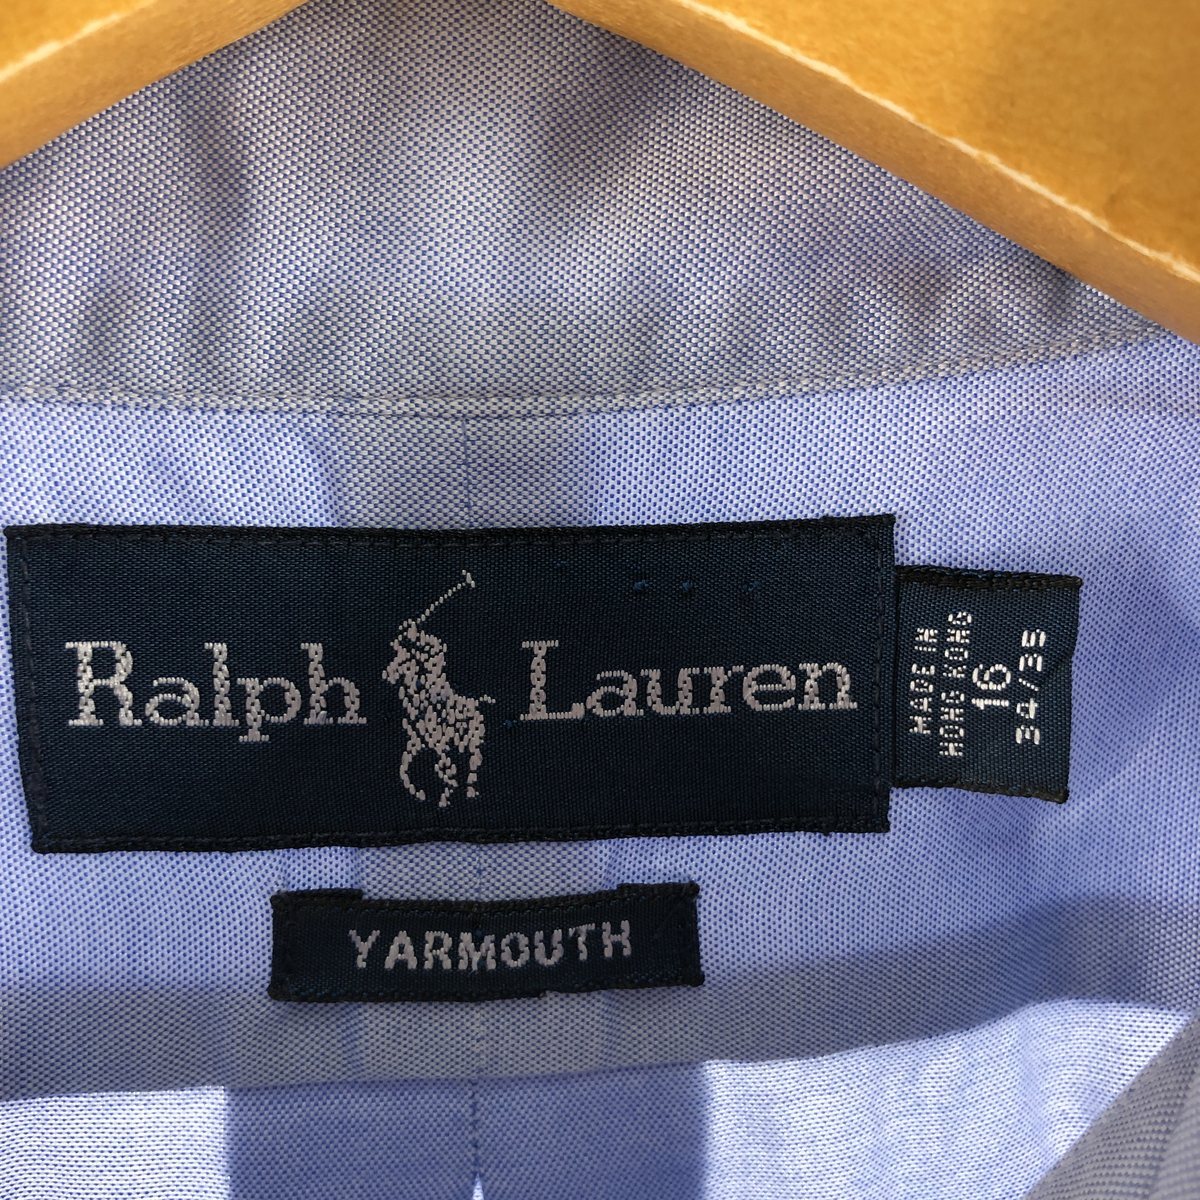 Ralph Lauren
MADE IN
HONG KONG
16
34/35
YARMOUTH